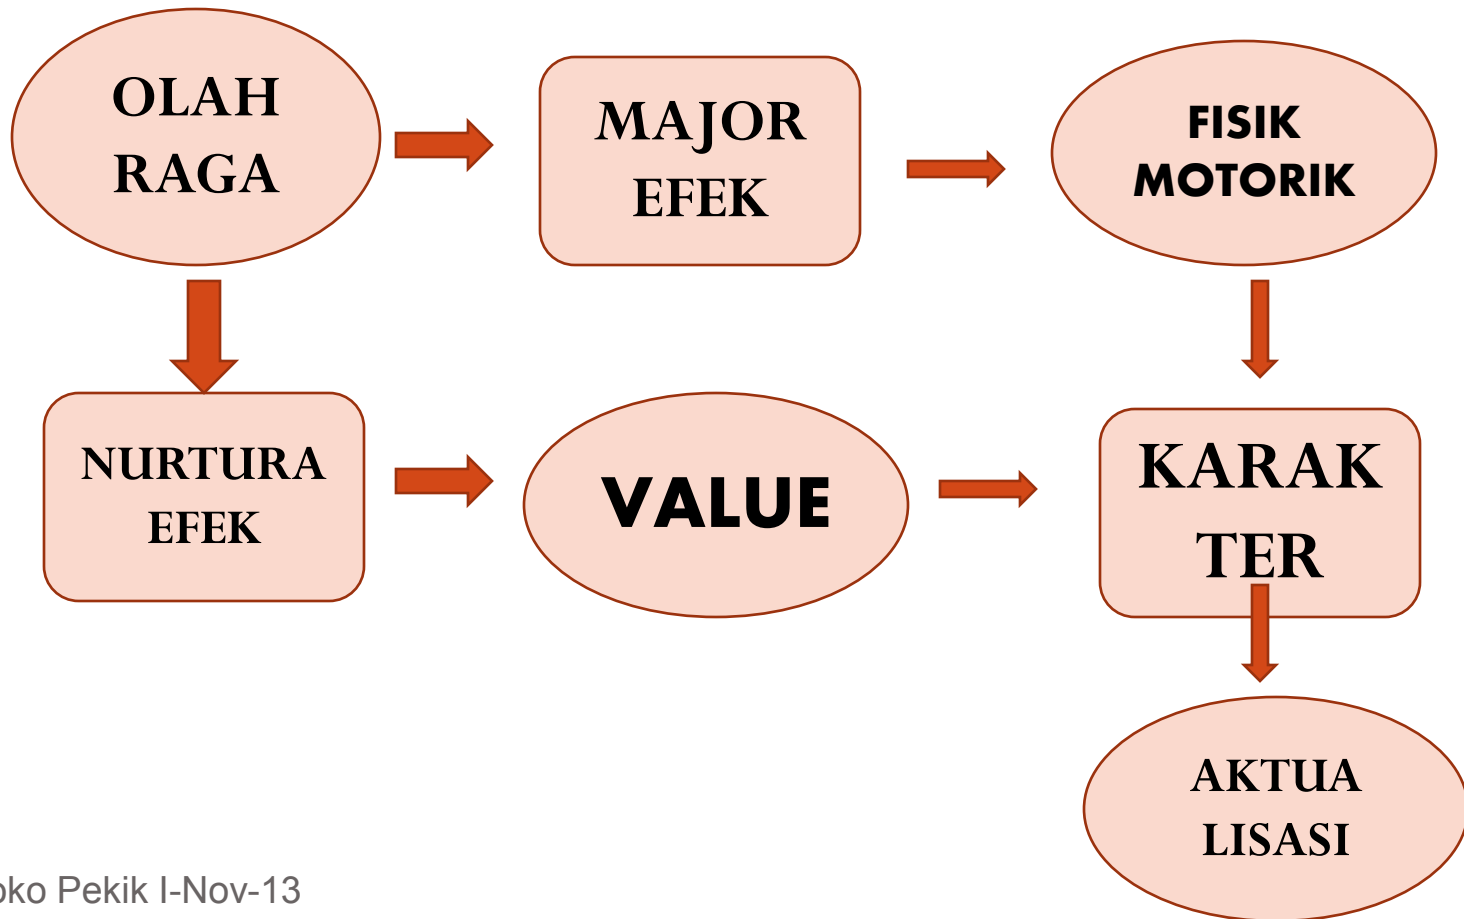 OLAH
RAGA
MAJOR
EFEK
FISIK
MOTORIK
NURTURA
EFEK
VALUE
KARAK
TER
AKTUA
LISASI
oko Pekik I-Nov-13